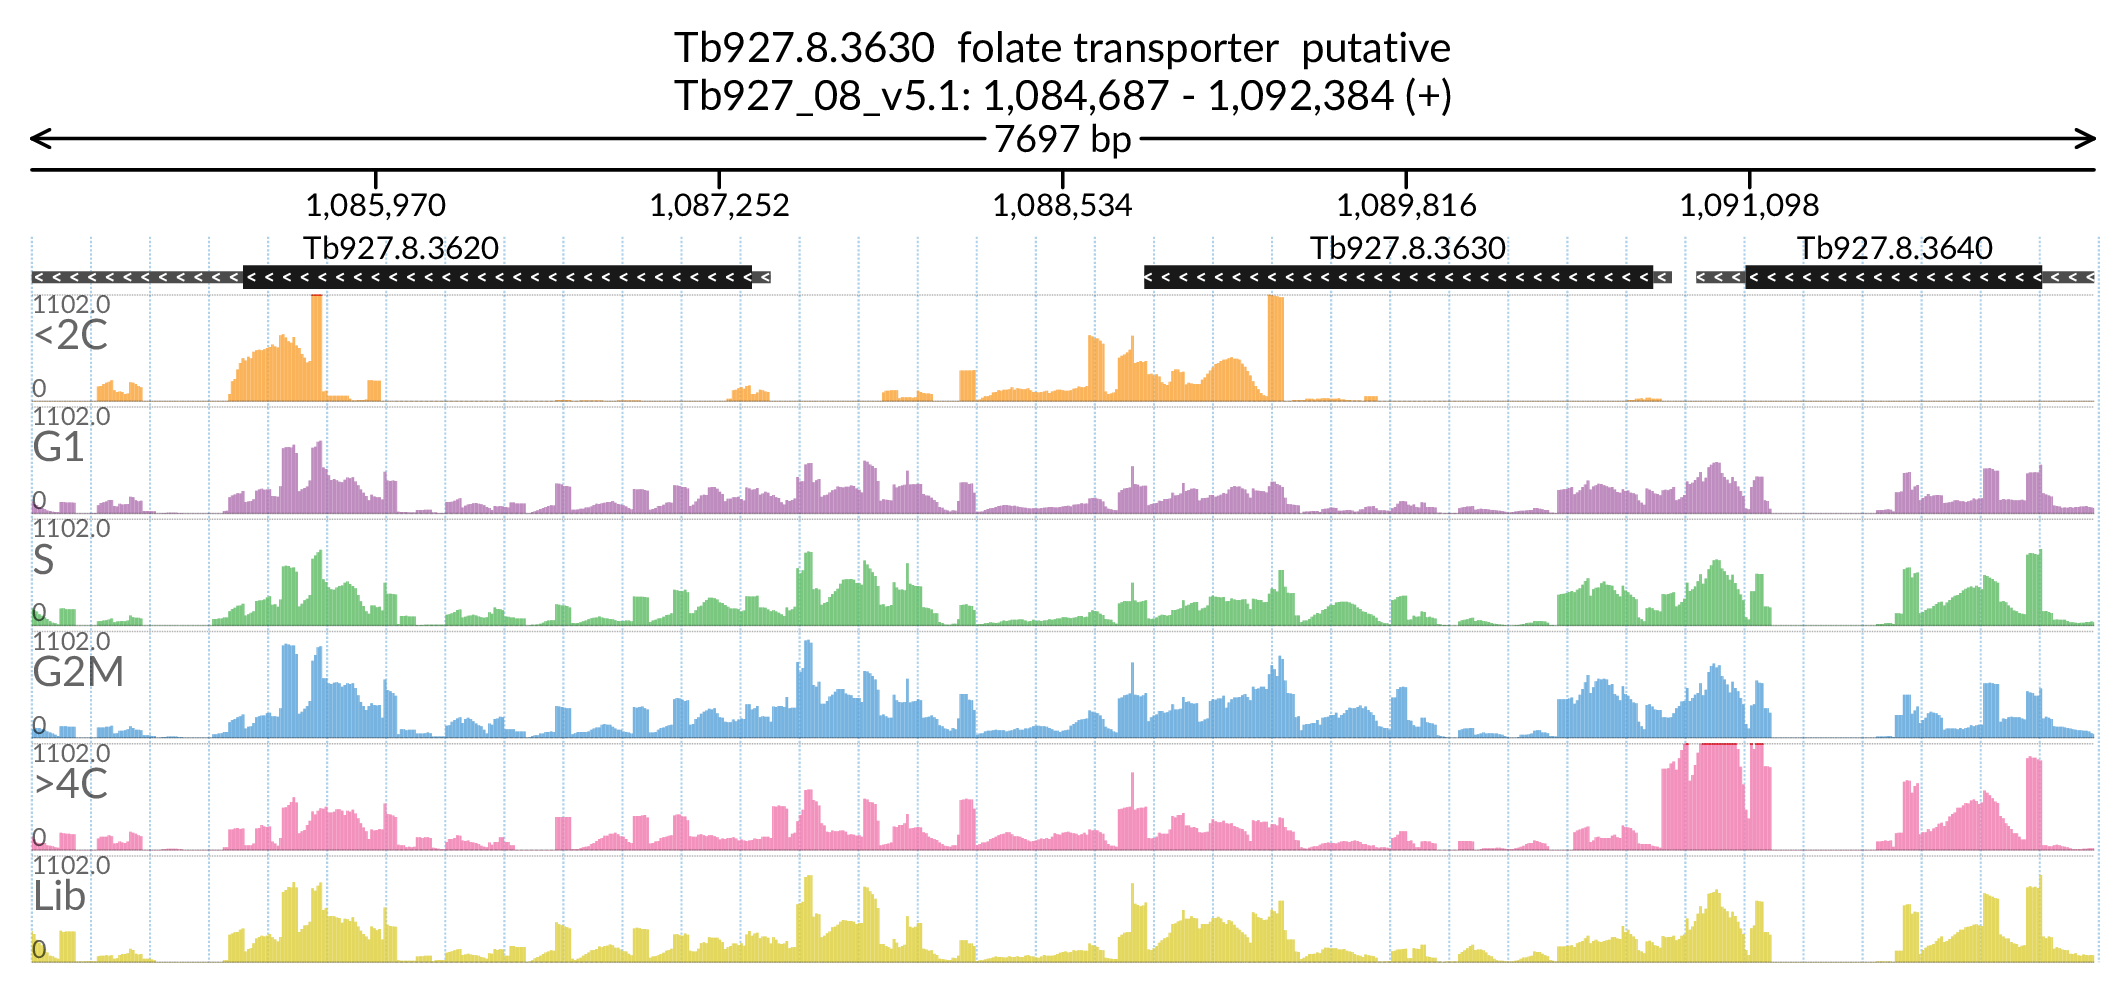 Tb927.8.3630 folate transporter putative
Tb927_08_v5.1: 1,084,687 - 1,092,384 (+)
7697 bp
1,085,970 1,087,252 1,088,534 1,089,816 1,091,098
Tb927.8.3620 Tb927.8.3630 Tb927.8.3640
1102.0
<2C
0
1102.0
G1
0
1102.0
S
0
1102.0
G2M
0
1102.0
>4C
0
1102.0
Lib
0